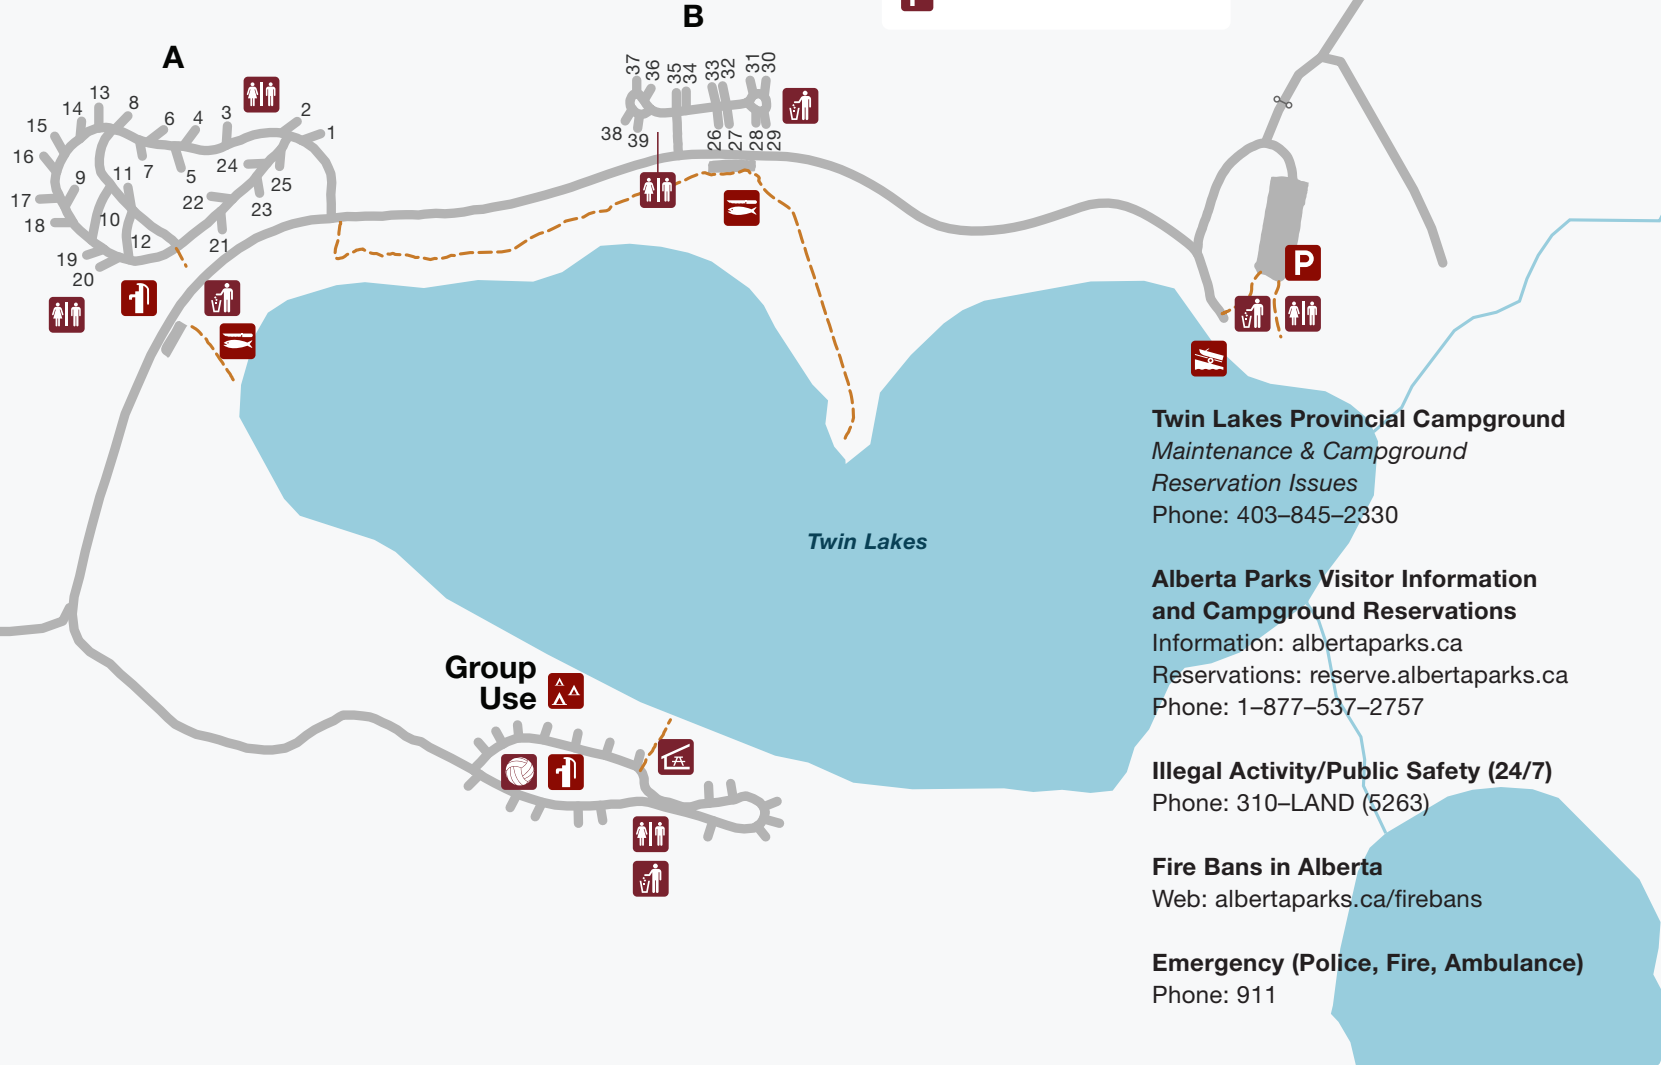 B
A
37
36
35
34
33
32
31
30
38
39
26
27
28
29
13
8
14
6
4
3
2
1
15
16
7
5
24
25
9
11
17
18
10
22
23
12
21
19
20
P
Twin Lakes
Group
Use
Twin Lakes Provincial Campground
Maintenance & Campground
Reservation Issues
Phone: 403–845–2330
Alberta Parks Visitor Information
and Campground Reservations
Information: albertaparks.ca
Reservations: reserve.albertaparks.ca
Phone: 1–877–537–2757
Illegal Activity/Public Safety (24/7)
Phone: 310–LAND (5263)
Fire Bans in Alberta
Web: albertaparks.ca/firebans
Emergency (Police, Fire, Ambulance)
Phone: 911